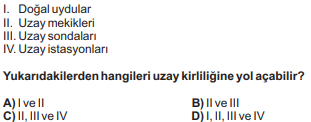 I. Doğal uydular
II. Uzay mekikleri
III. Uzay sondaları
IV. Uzay istasyonları
Yukarıdakilerden hangileri uzay kirliliğine yol açabilir?
A) I ve II B) II ve III
C) II, III ve IV D) I, II, III ve IV